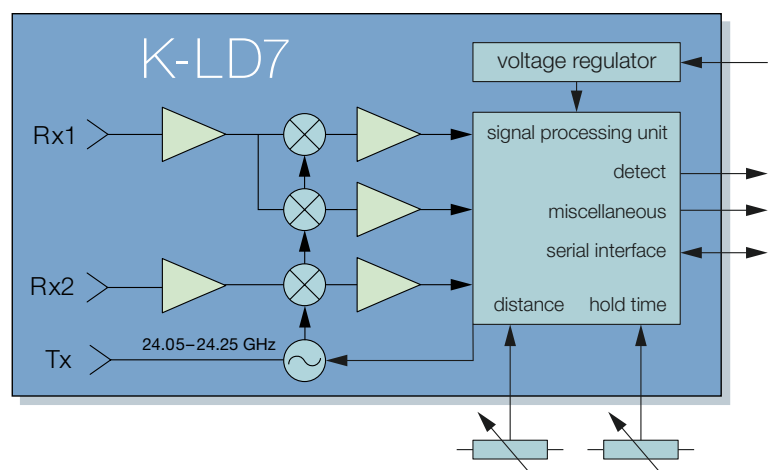 K-LD7
voltage regulator
Rx1
signal processing unit
detect
miscellaneous
serial interface
Rx2
distance
hold time
24.05–24.25 GHz
Tx